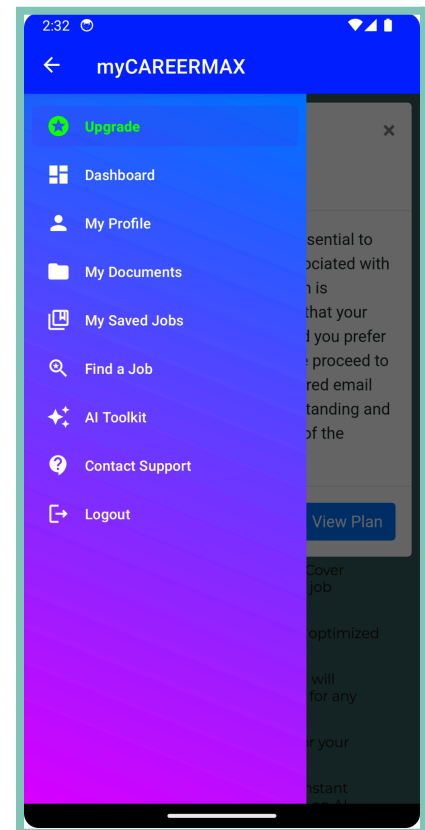 2:32
myCAREERMAX
Upgrade
×
Dashboard
My Profile
My Documents
My Saved Jobs
Find a Job
AI Toolkit
Contact Support
Logout
sential to
ociated with
is
that your
you prefer
proceed to
red email
tanding and
of the
View Plan
Cover
job
optimized
will
for any
or your
nstant